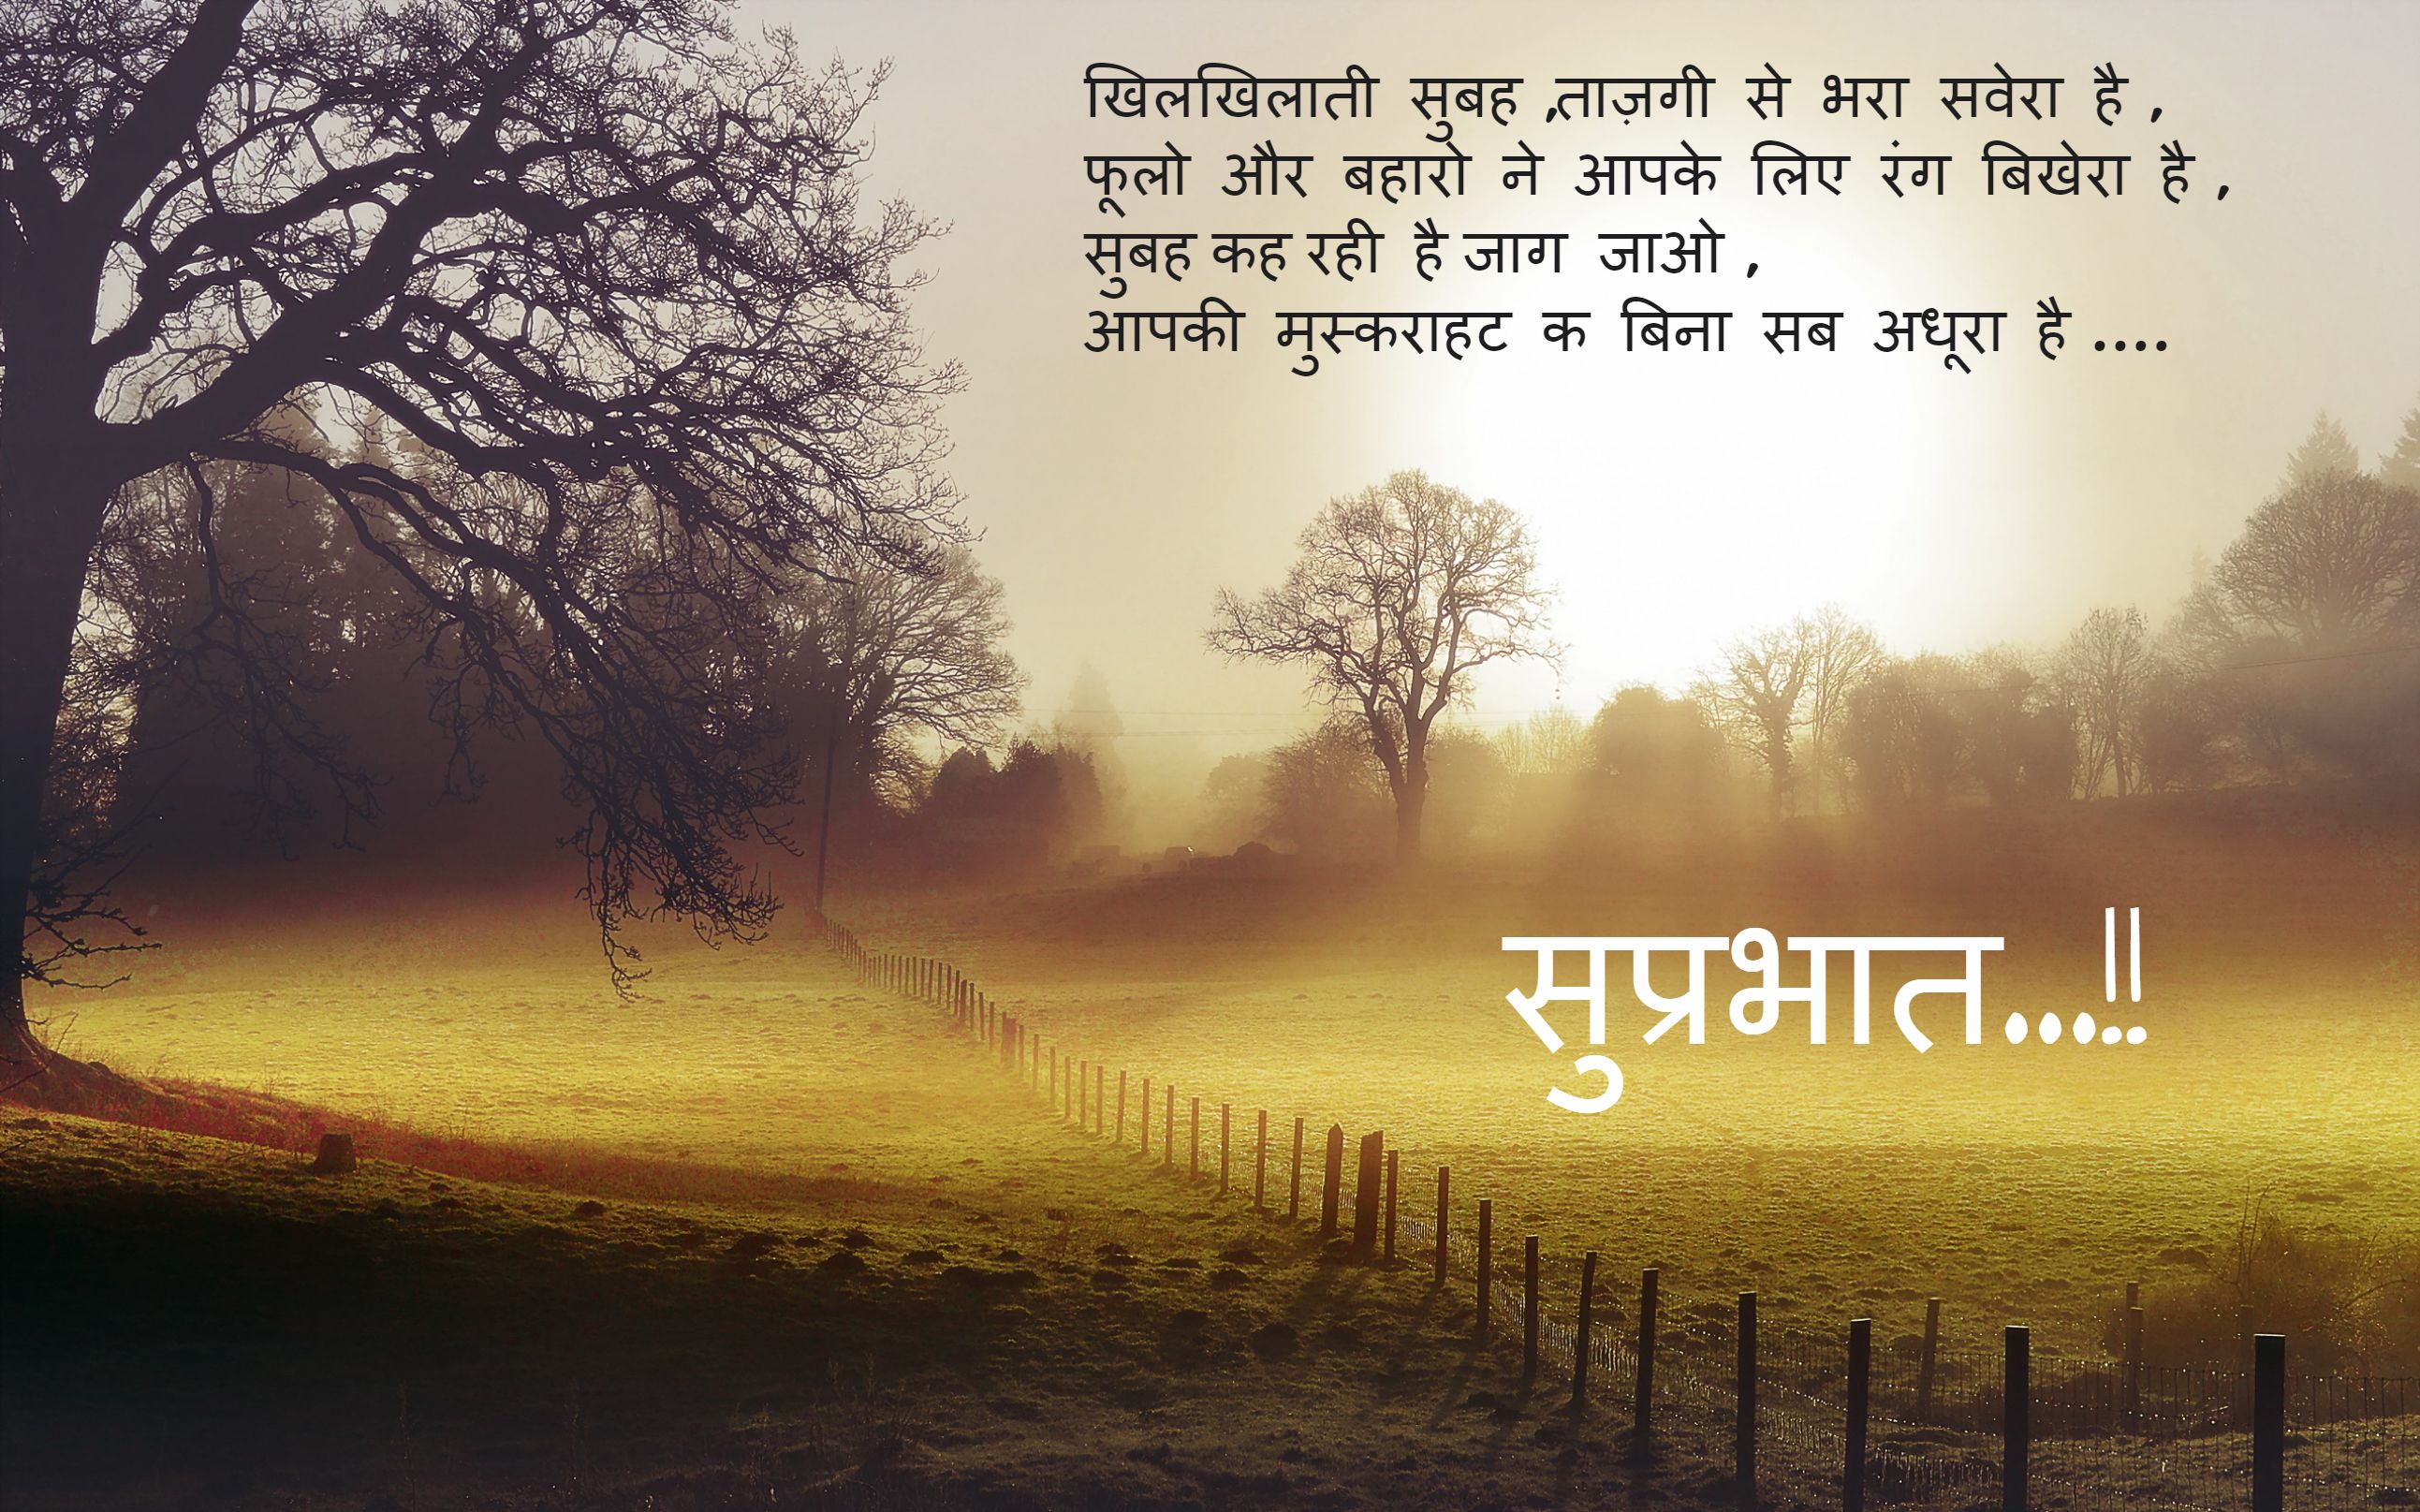 खिलखिलाती सुबह ,ताज़गी से भरा सवेरा है ,
फूलो और बहारो ने आपके लिए रंग बिखेरा है ,
सुबह कह रही है जाग जाओ ,
आपकी मुस्कराहट क बिना सब अधूरा है ....
सुप्रभात...!!